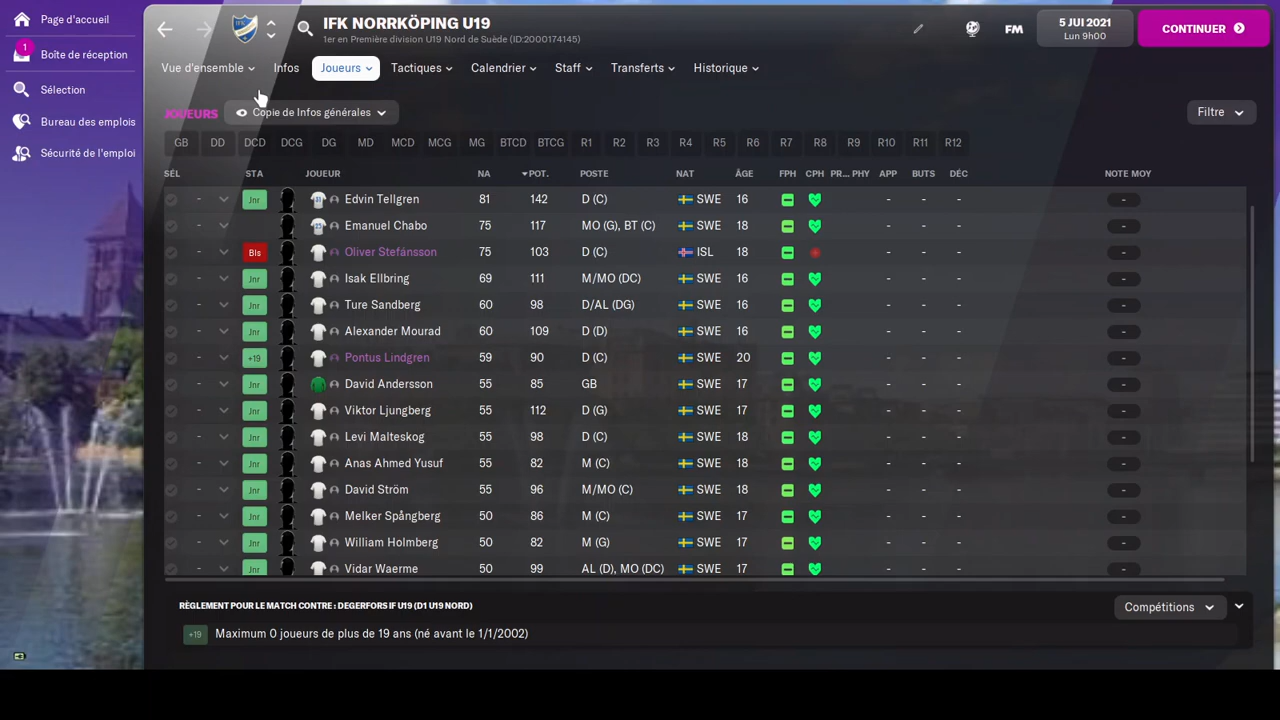 Page d'accueil
1
Boîte de réception
Sélection
Bureau des emplois
Sécurité de l'emploi
IFK
IFK NORRKÖPING U19
1er en Première division U19 Nord de Suède (ID:2000174145)
FM
5 JUI 2021
Lun 9h00
CONTINUER
Vue d'ensemble Infos Joueurs Tactiques Calendrier Staff Transferts Historique
JOUEURS Copie de Infos générales Filtre
GB DD DCD DCG DG MD MCD MCG MG BTCD BTCG R1 R2 R3 R4 R5 R6 R7 R8 R9 R10 R11 R12
SÉL STA JOUEUR NA POT. POSTE NAT ÂGE FPH CPH PR... PHY APP BUTS DÉC NOTE MOY
- Jnr Edvin Tellgren 81 142 D (C) SWE 16 - - - -
- Emanuel Chabo 75 117 MO (G), BT (C) SWE 18 - - - -
- Bls Oliver Stefánsson 75 103 D (C) ISL 18 - - - -
- Jnr Isak Ellbring 69 111 M/MO (DC) SWE 16 - - - -
- Jnr Ture Sandberg 60 98 D/AL (DG) SWE 16 - - - -
- Jnr Alexander Mourad 60 109 D (D) SWE 16 - - - -
- +19 Pontus Lindgren 59 90 D (C) SWE 20 - - - -
- Jnr David Andersson 55 85 GB SWE 17 - - - -
- Jnr Viktor Ljungberg 55 112 D (G) SWE 17 - - - -
- Jnr Levi Malteskog 55 98 D (C) SWE 18 - - - -
- Jnr Anas Ahmed Yusuf 55 82 M (C) SWE 18 - - - -
- Jnr David Ström 55 96 M/MO (C) SWE 18 - - - -
- Jnr Melker Spångberg 50 86 M (C) SWE 17 - - - -
- Jnr William Holmberg 50 82 M (G) SWE 17 - - - -
- Jnr Vidar Waerme 50 99 AL (D), MO (DC) SWE 17 - - - -
RÈGLEMENT POUR LE MATCH CONTRE : DEGERFORS IF U19 (D1 U19 NORD) Compétitions
+19 Maximum 0 joueurs de plus de 19 ans (né avant le 1/1/2002)